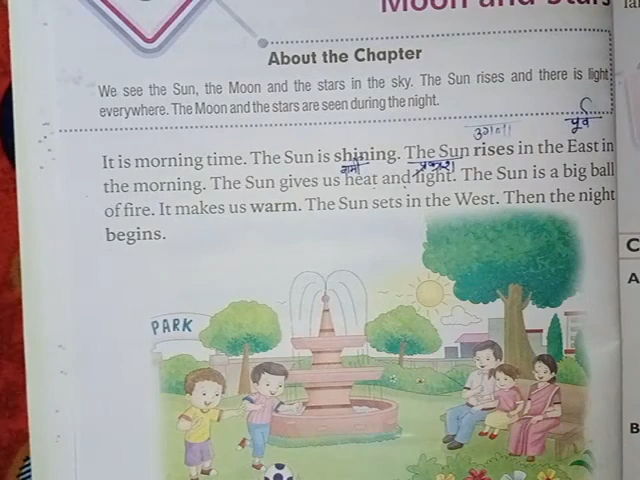 Moon and Stars
About the Chapter
We see the Sun, the Moon and the stars in the sky. The Sun rises and there is light
everywhere. The Moon and the stars are seen during the night.
उगना पूर्व
It is morning time. The Sun is shining. The Sun rises in the East in
प्रकाश
the morning. The Sun gives us heat and light. The Sun is a big ball
of fire. It makes us warm. The Sun sets in the West. Then the night
begins.
PARK
C
A
B